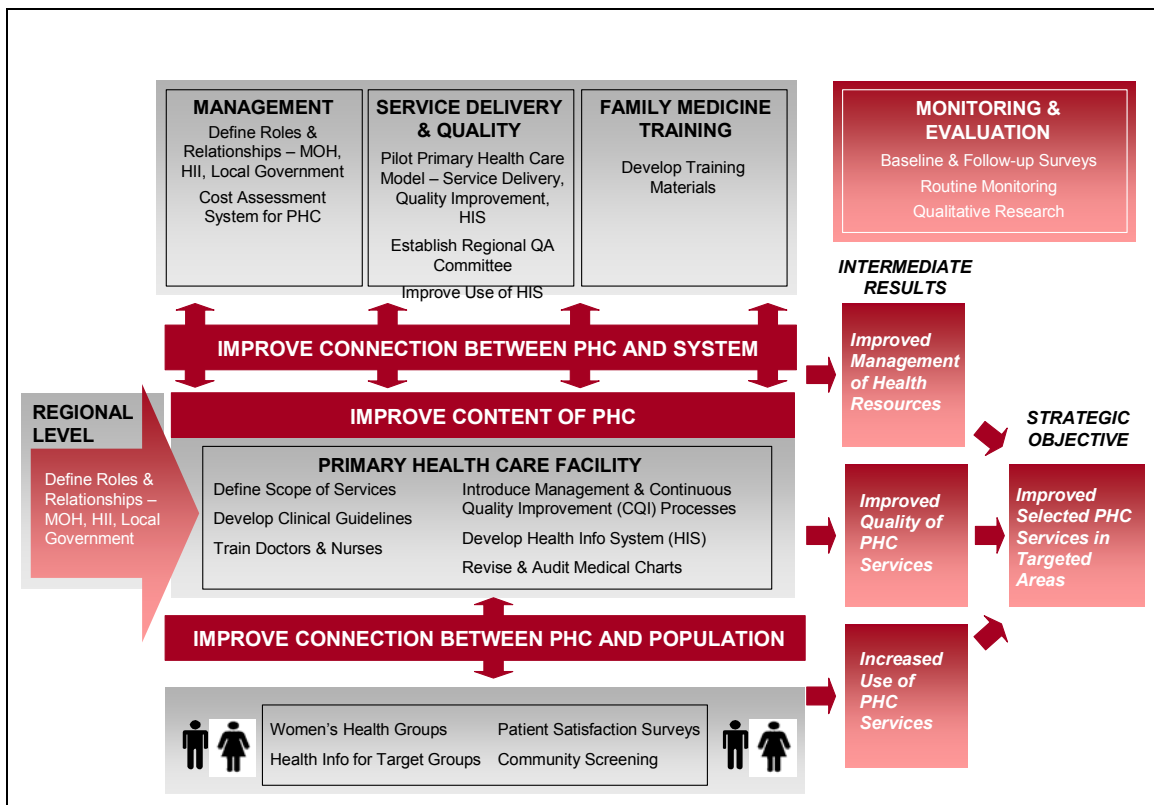 MANAGEMENT
Define Roles &
Relationships – MOH,
HII, Local Government
Cost Assessment
System for PHC
SERVICE DELIVERY
& QUALITY
Pilot Primary Health Care
Model – Service Delivery,
Quality Improvement,
HIS
Establish Regional QA
Committee
Improve Use of HIS
FAMILY MEDICINE
TRAINING
Develop Training
Materials
MONITORING &
EVALUATION
Baseline & Follow-up Surveys
Routine Monitoring
Qualitative Research
INTERMEDIATE
RESULTS
IMPROVE CONNECTION BETWEEN PHC AND SYSTEM
Improved
Management
of Health
Resources
REGIONAL
LEVEL
Define Roles &
Relationships –
MOH, HII, Local
Government
IMPROVE CONTENT OF PHC
PRIMARY HEALTH CARE FACILITY
Define Scope of Services
Develop Clinical Guidelines
Train Doctors & Nurses
Introduce Management & Continuous
Quality Improvement (CQI) Processes
Develop Health Info System (HIS)
Revise & Audit Medical Charts
STRATEGIC
OBJECTIVE
Improved
Quality of
PHC
Services
Improved
Selected PHC
Services in
Targeted
Areas
IMPROVE CONNECTION BETWEEN PHC AND POPULATION
Increased
Use of
PHC
Services
Women's Health Groups
Health Info for Target Groups
Patient Satisfaction Surveys
Community Screening